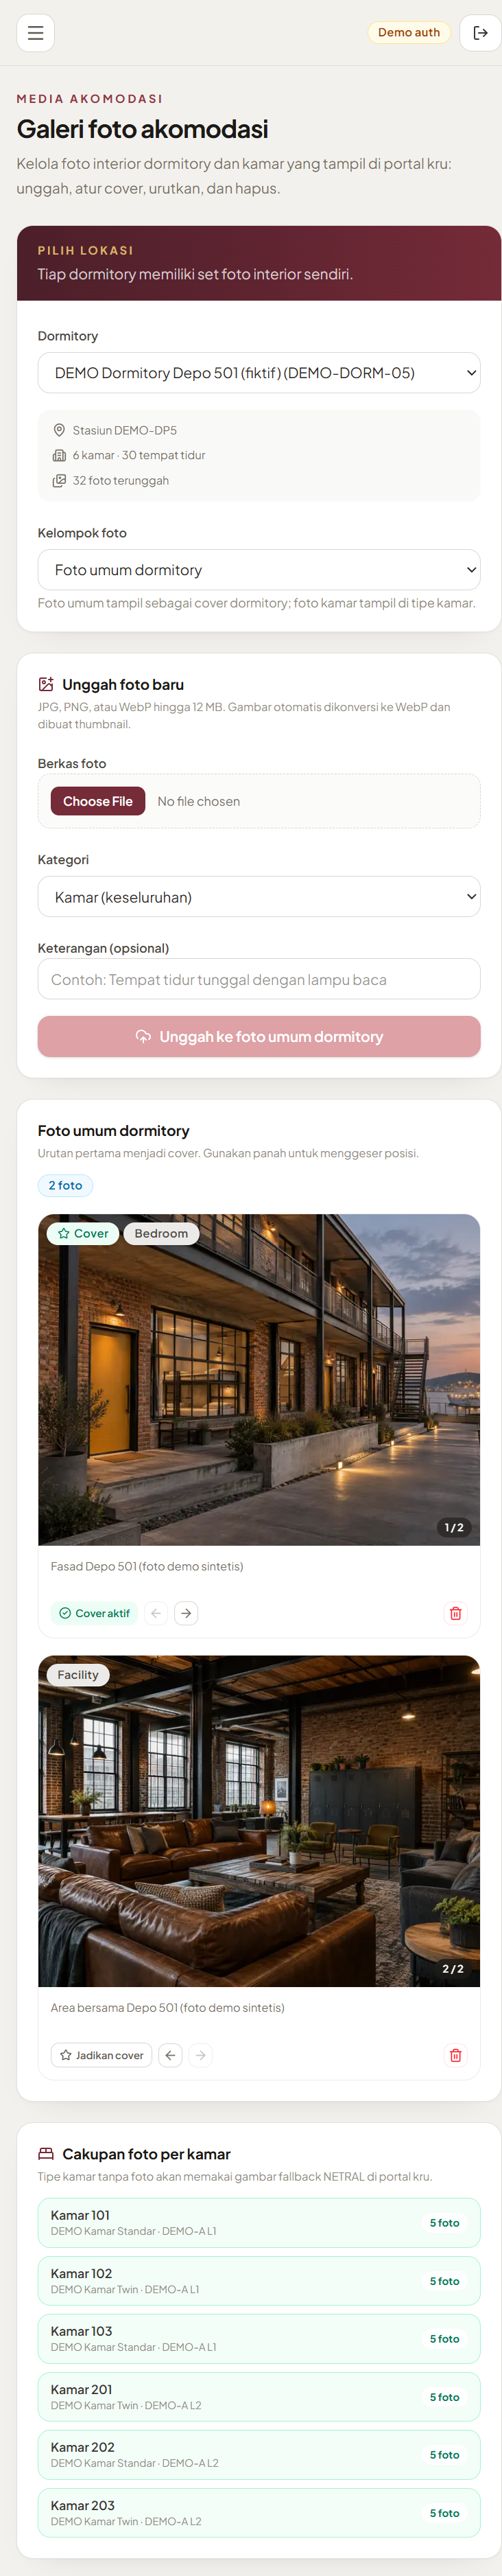 Demo auth
MEDIA AKOMODASI
Galeri foto akomodasi
Kelola foto interior dormitory dan kamar yang tampil di portal kru:
unggah, atur cover, urutkan, dan hapus.
PILIH LOKASI
Tiap dormitory memiliki set foto interior sendiri.
Dormitory
DEMO Dormitory Depo 501 (fiktif) (DEMO-DORM-05)
Stasiun DEMO-DP5
6 kamar · 30 tempat tidur
32 foto terunggah
Kelompok foto
Foto umum dormitory
Foto umum tampil sebagai cover dormitory; foto kamar tampil di tipe kamar.
Unggah foto baru
JPG, PNG, atau WebP hingga 12 MB. Gambar otomatis dikonversi ke WebP dan
dibuat thumbnail.
Berkas foto
Choose File No file chosen
Kategori
Kamar (keseluruhan)
Keterangan (opsional)
Contoh: Tempat tidur tunggal dengan lampu baca
Unggah ke foto umum dormitory
Foto umum dormitory
Urutan pertama menjadi cover. Gunakan panah untuk menggeser posisi.
2 foto
Cover Bedroom
1/2
Fasad Depo 501 (foto demo sintetis)
Cover aktif
Facility
2/2
Area bersama Depo 501 (foto demo sintetis)
Jadikan cover
Cakupan foto per kamar
Tipe kamar tanpa foto akan memakai gambar fallback NETRAL di portal kru.
Kamar 101
DEMO Kamar Standar · DEMO-A L1
5 foto
Kamar 102
DEMO Kamar Twin · DEMO-A L1
5 foto
Kamar 103
DEMO Kamar Standar · DEMO-A L1
5 foto
Kamar 201
DEMO Kamar Twin · DEMO-A L2
5 foto
Kamar 202
DEMO Kamar Standar · DEMO-A L2
5 foto
Kamar 203
DEMO Kamar Twin · DEMO-A L2
5 foto